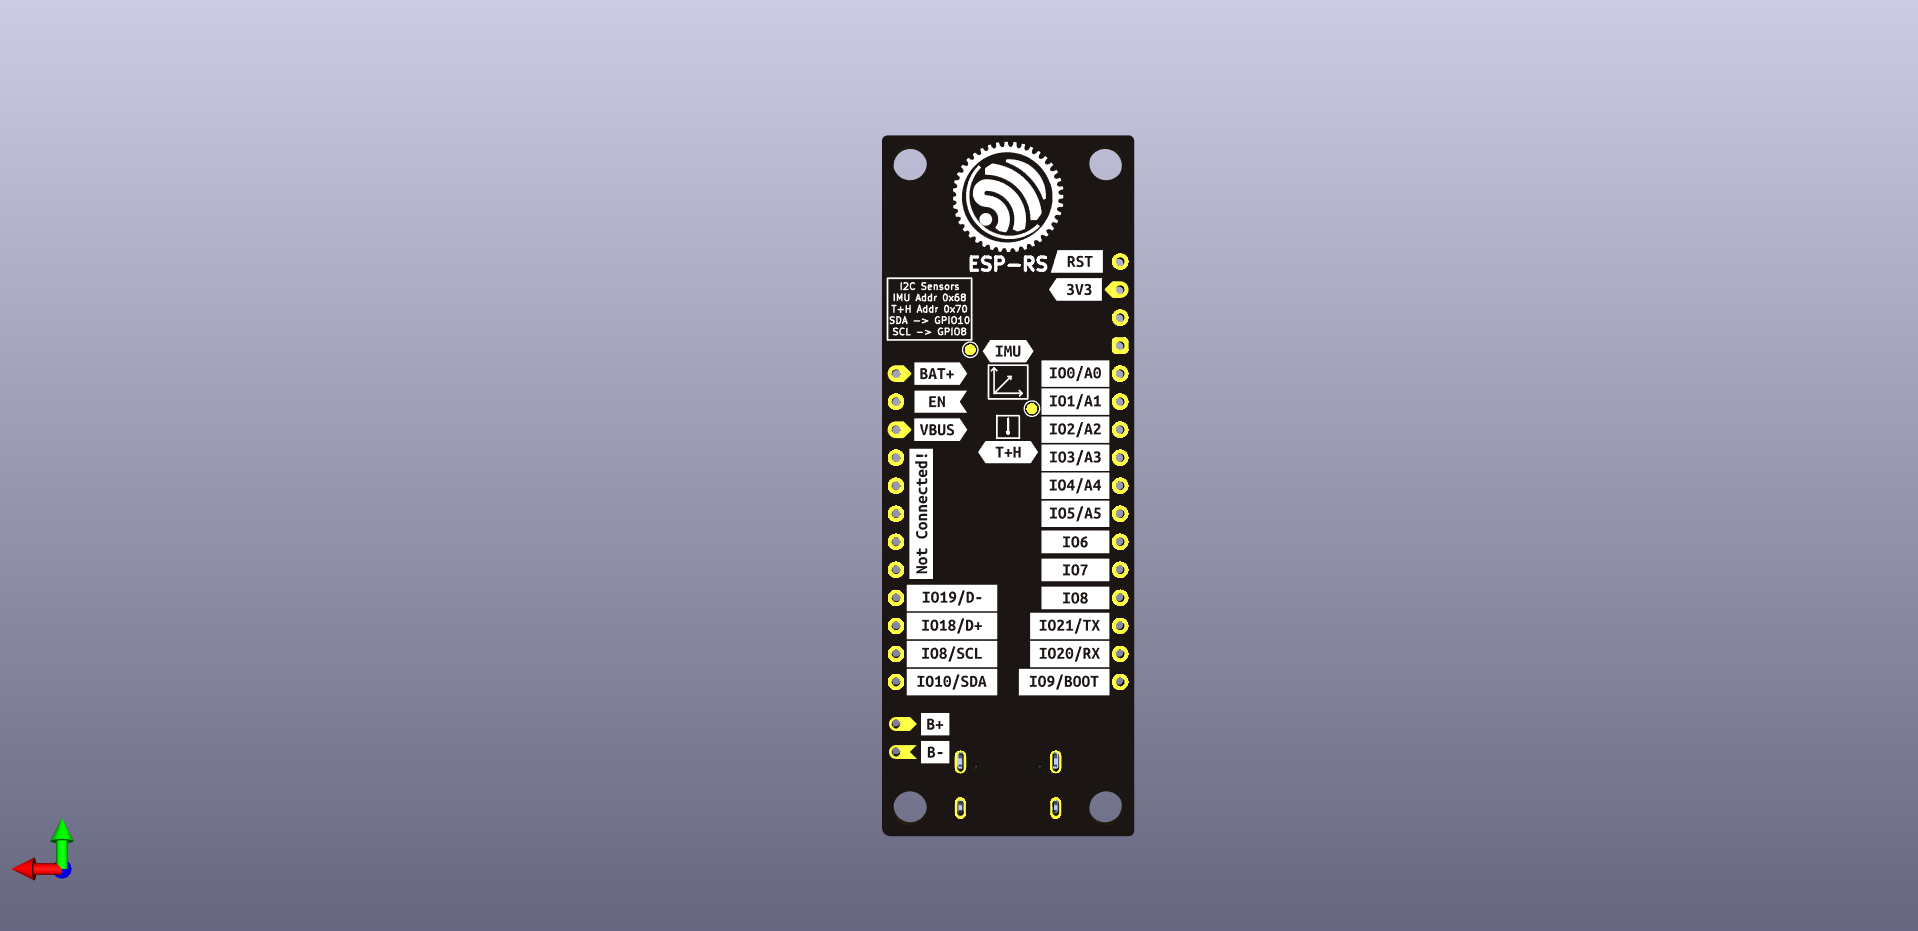 ESP-RS
RST
3V3
I2C Sensors
IMU Addr 0x68
T+H Addr 0x70
SDA -> GPIO10
SCL -> GPIO8
IMU
BAT+
EN
VBUS
T+H
Not Connected!
IO0/A0
IO1/A1
IO2/A2
IO3/A3
IO4/A4
IO5/A5
IO6
IO7
IO8
IO19/D-
IO18/D+
IO8/SCL
IO10/SDA
IO21/TX
IO20/RX
IO9/BOOT
B+
B-